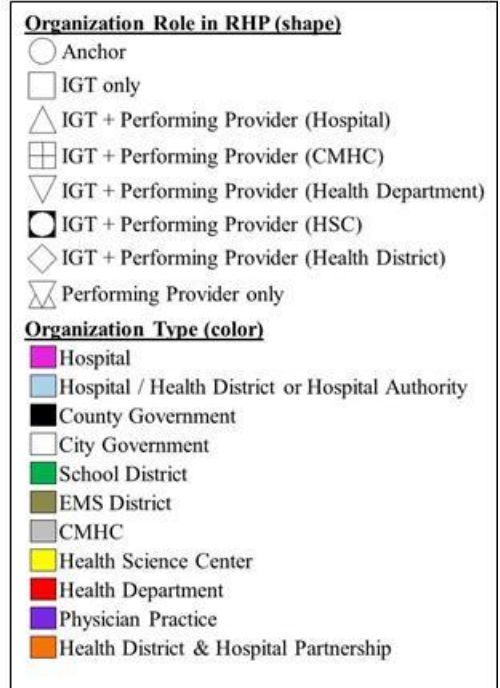 Organization Role in RHP (shape)
Anchor
IGT only
IGT + Performing Provider (Hospital)
IGT + Performing Provider (CMHC)
IGT + Performing Provider (Health Department)
IGT + Performing Provider (HSC)
IGT + Performing Provider (Health District)
Performing Provider only
Organization Type (color)
Hospital
Hospital / Health District or Hospital Authority
County Government
City Government
School District
EMS District
CMHC
Health Science Center
Health Department
Physician Practice
Health District & Hospital Partnership